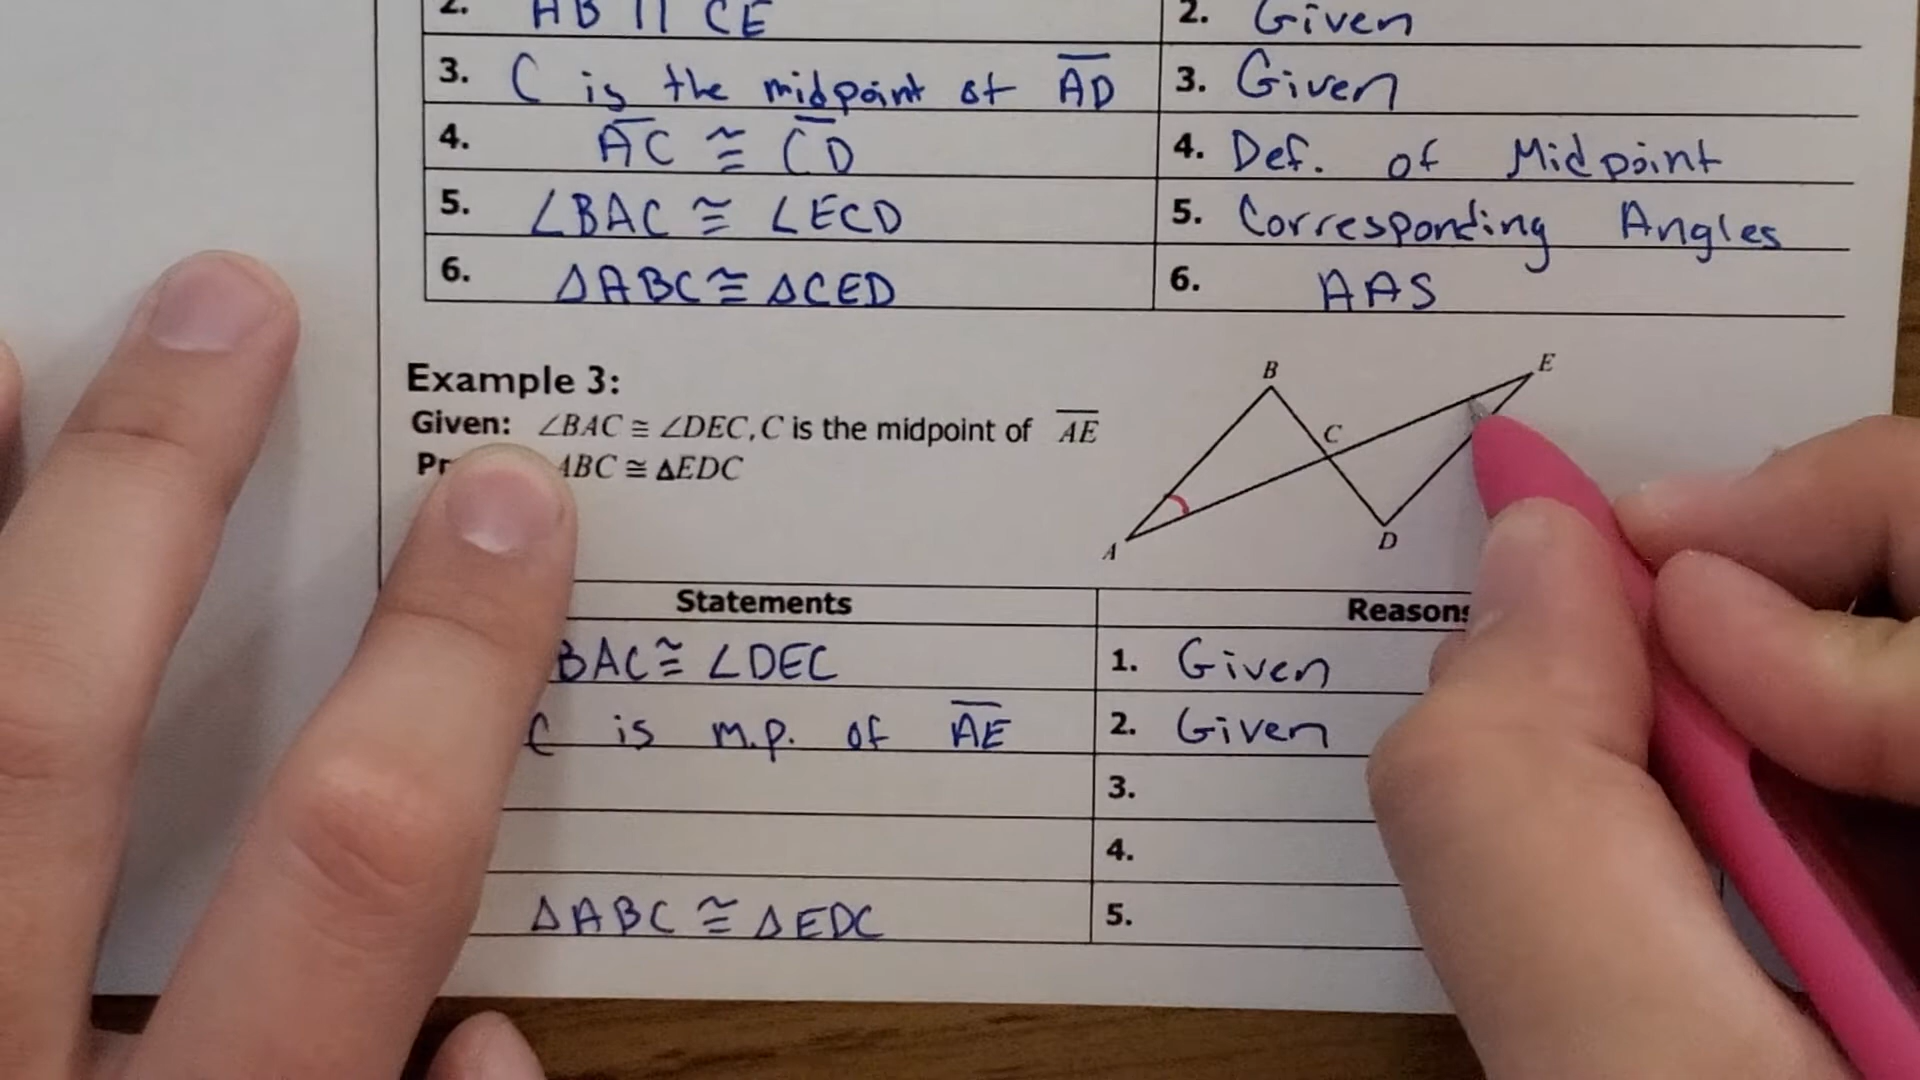 2. AB || CE 2. Given
3. C is the midpoint of AD 3. Given
4. AC ≅ CD 4. Def. of Midpoint
5. ∠BAC ≅ ∠ECD 5. Corresponding Angles
6. ΔABC ≅ ΔCED 6. AAS
Example 3:
Given: ∠BAC ≅ ∠DEC, C is the midpoint of AE
ABC ≅ ΔEDC
B
E
C
A
D
Statements Reasons
BAC ≅ ∠DEC 1. Given
C is m.p. of AE 2. Given
3.
4.
ΔABC ≅ ΔEDC 5.